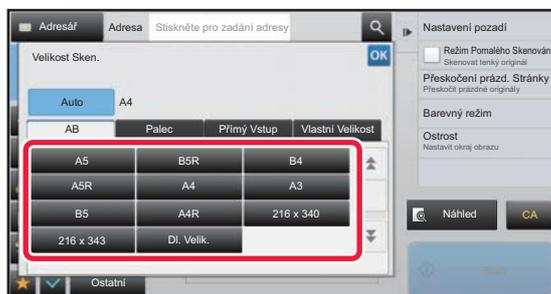 Adresář Adresa Stiskněte pro zadání adresy
Velikost Sken. OK
Auto A4
AB Palec Přímý Vstup Vlastní Velikost
A5 B5R B4
A5R A4 A3
B5 A4R 216 x 340
216 x 343 Dl. Velik.
Ostatní
Nastavení pozadí
Režim Pomalého Skenován
Skenovat tenký originál
Přeskočení prázd. Stránky
Přeskočit prázdné originály
Barevný režim
Ostrost
Nastavit okraj obrazu
Náhled CA
Start